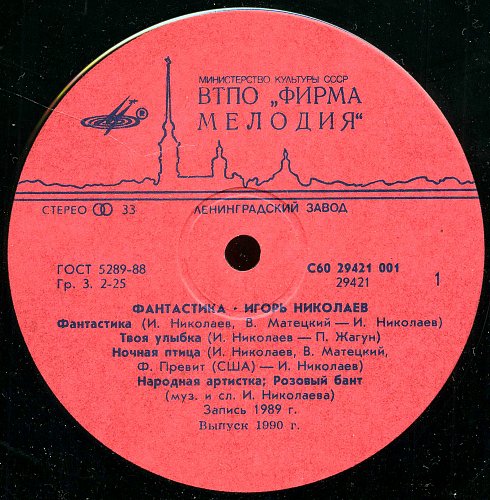 МИНИСТЕРСТВО КУЛЬТУРЫ СССР
ВТПО „ФИРМА
МЕЛОДИЯ“
®
СТЕРЕО 33
ЛЕНИНГРАДСКИЙ ЗАВОД
ГОСТ 5289-88
Гр. 3. 2-25
С60 29421 001
29421
1
ФАНТАСТИКА - ИГОРЬ НИКОЛАЕВ
Фантастика (И. Николаев, В. Матецкий — И. Николаев)
Твоя улыбка (И. Николаев — П. Жагун)
Ночная птица (И. Николаев, В. Матецкий,
Ф. Превит (США) — И. Николаев)
Народная артистка; Розовый бант
(муз. и сл. И. Николаева)
Запись 1989 г.
Выпуск 1990 г.